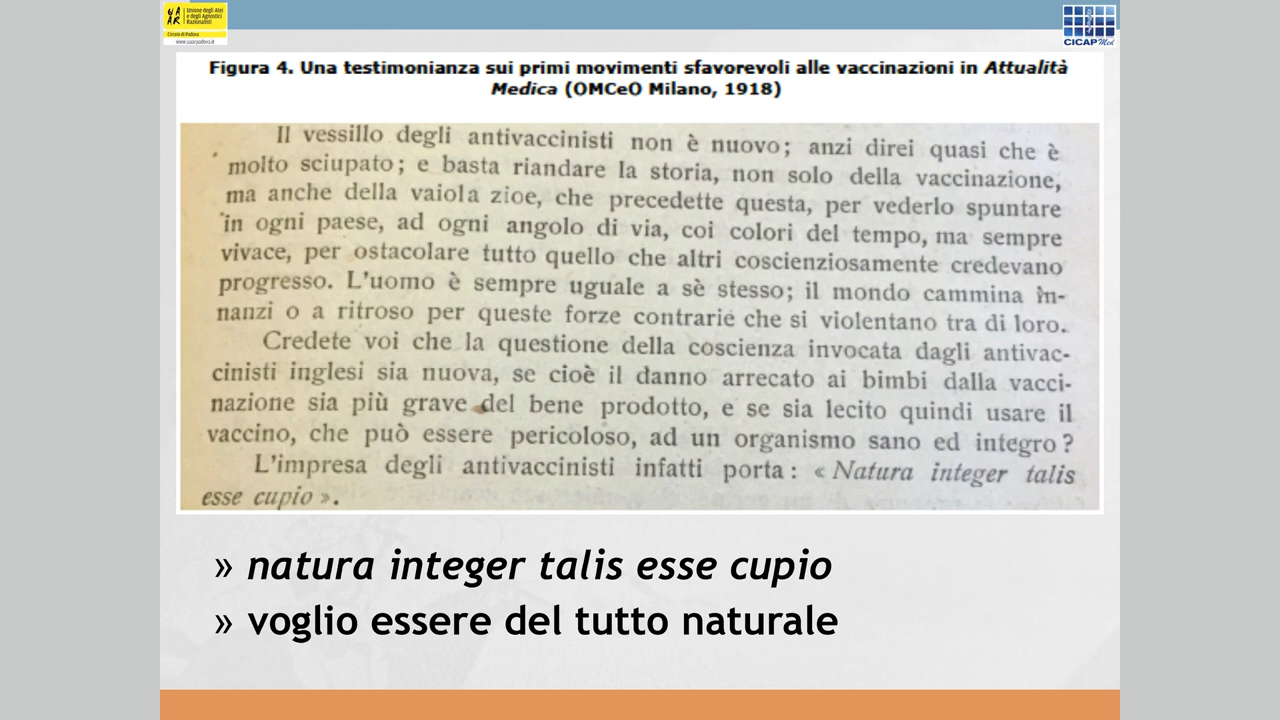 UAAR
Unione degli Atei
e degli Agnostici
Razionalisti
Circolo di Padova
www.uaarpadova.it
CICAP Med
Figura 4. Una testimonianza sui primi movimenti sfavorevoli alle vaccinazioni in Attualità
Medica (OMCeO Milano, 1918)
Il vessillo degli antivaccinisti non è nuovo; anzi direi quasi che è
molto sciupato; e basta riandare la storia, non solo della vaccinazione,
ma anche della vaiola zioe, che precedette questa, per vederlo spuntare
in ogni paese, ad ogni angolo di via, coi colori del tempo, ma sempre
vivace, per ostacolare tutto quello che altri coscienziosamente credevano
progresso. L'uomo è sempre uguale a sè stesso; il mondo cammina in-
nanzi o a ritroso per queste forze contrarie che si violentano tra di loro.
Credete voi che la questione della coscienza invocata dagli antivac-
cinisti inglesi sia nuova, se cioè il danno arrecato ai bimbi dalla vacci-
nazione sia più grave del bene prodotto, e se sia lecito quindi usare il
vaccino, che può essere pericoloso, ad un organismo sano ed integro?
L'impresa degli antivaccinisti infatti porta: « Natura integer talis
esse cupio ».
» natura integer talis esse cupio
» voglio essere del tutto naturale